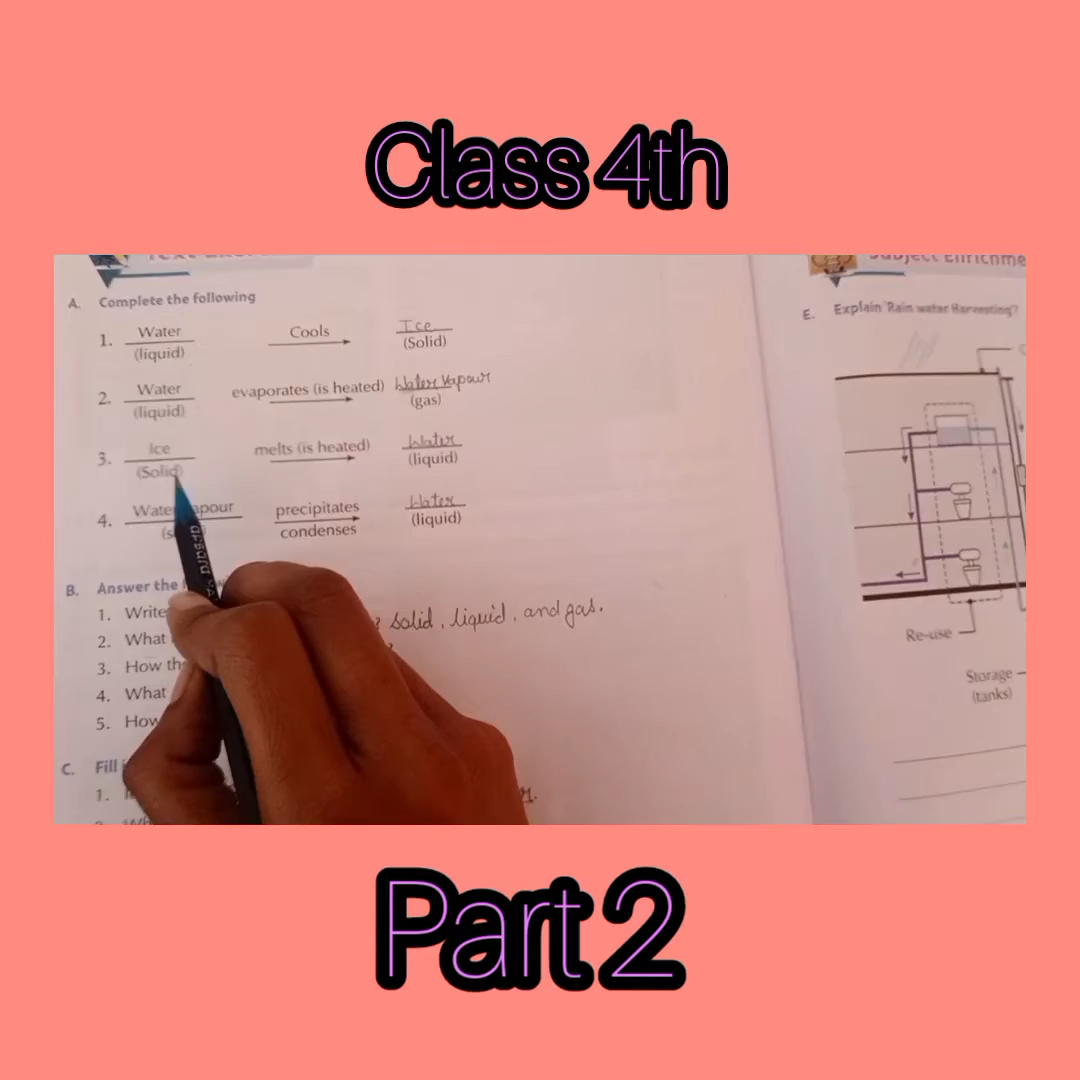 Class 4th
A. Complete the following
1. Water Cools Ice
(liquid) (Solid)
2. Water evaporates (is heated) Water Vapour
(liquid) (gas)
3. Ice melts (is heated) Water
(Solid) (liquid)
4. Water precipitates Water
condenses (liquid)
B. Answer the
1. Write solid, liquid, and gas.
2. What
3. How
4. What
5. How
C. Fill
1.
Subject Enrichme
E. Explain 'Rain water Harvesting'?
Re-use
Storage
(tanks)
Part 2